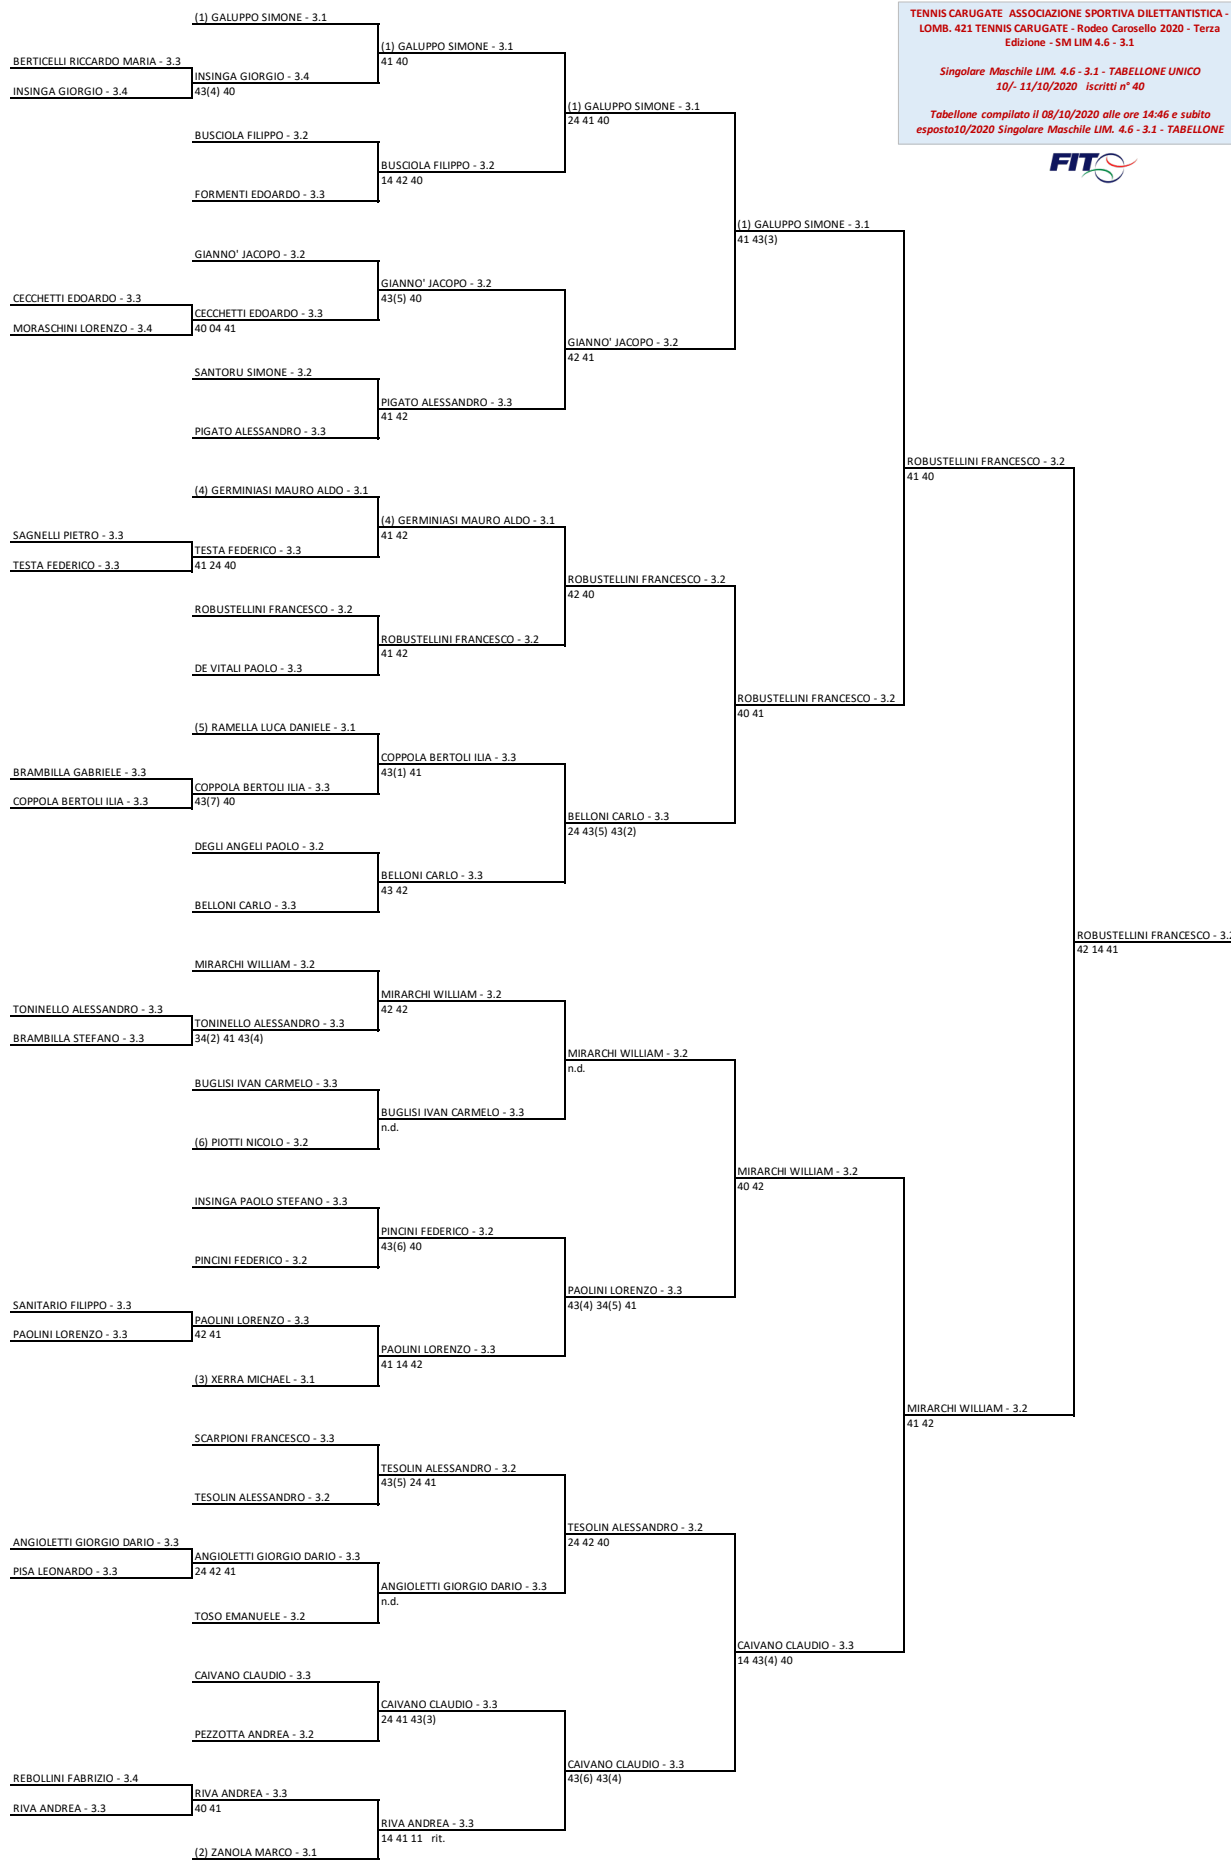 (1) GALUPPO SIMONE - 3.1
TENNIS CARUGATE ASSOCIAZIONE SPORTIVA DILETTANTISTICA -
LOMB. 421 TENNIS CARUGATE - Rodeo Carosello 2020 - Terza
Edizione - SM LIM 4.6 - 3.1
Singolare Maschile LIM. 4.6 - 3.1 - TABELLONE UNICO
10/- 11/10/2020 iscritti n° 40
Tabellone compilato il 08/10/2020 alle ore 14:46 e subito
esposto10/2020 Singolare Maschile LIM. 4.6 - 3.1 - TABELLONE
FIT
(1) GALUPPO SIMONE - 3.1
41 40
BERTICELLI RICCARDO MARIA - 3.3
INSINGA GIORGIO - 3.4
43(4) 40
INSINGA GIORGIO - 3.4
(1) GALUPPO SIMONE - 3.1
24 41 40
BUSCIOLA FILIPPO - 3.2
BUSCIOLA FILIPPO - 3.2
14 42 40
FORMENTI EDOARDO - 3.3
(1) GALUPPO SIMONE - 3.1
41 43(3)
GIANNO' JACOPO - 3.2
GIANNO' JACOPO - 3.2
43(5) 40
CECCHETTI EDOARDO - 3.3
CECCHETTI EDOARDO - 3.3
40 04 41
MORASCHINI LORENZO - 3.4
GIANNO' JACOPO - 3.2
42 41
SANTORU SIMONE - 3.2
PIGATO ALESSANDRO - 3.3
41 42
PIGATO ALESSANDRO - 3.3
ROBUSTELLINI FRANCESCO - 3.2
41 40
(4) GERMINIASI MAURO ALDO - 3.1
(4) GERMINIASI MAURO ALDO - 3.1
41 42
SAGNELLI PIETRO - 3.3
TESTA FEDERICO - 3.3
41 24 40
TESTA FEDERICO - 3.3
ROBUSTELLINI FRANCESCO - 3.2
42 40
ROBUSTELLINI FRANCESCO - 3.2
ROBUSTELLINI FRANCESCO - 3.2
41 42
DE VITALI PAOLO - 3.3
ROBUSTELLINI FRANCESCO - 3.2
40 41
(5) RAMELLA LUCA DANIELE - 3.1
COPPOLA BERTOLI ILIA - 3.3
43(1) 41
BRAMBILLA GABRIELE - 3.3
COPPOLA BERTOLI ILIA - 3.3
43(7) 40
COPPOLA BERTOLI ILIA - 3.3
BELLONI CARLO - 3.3
24 43(5) 43(2)
DEGLI ANGELI PAOLO - 3.2
BELLONI CARLO - 3.3
43 42
BELLONI CARLO - 3.3
ROBUSTELLINI FRANCESCO - 3.2
42 14 41
MIRARCHI WILLIAM - 3.2
MIRARCHI WILLIAM - 3.2
42 42
TONINELLO ALESSANDRO - 3.3
TONINELLO ALESSANDRO - 3.3
34(2) 41 43(4)
BRAMBILLA STEFANO - 3.3
MIRARCHI WILLIAM - 3.2
n.d.
BUGLISI IVAN CARMELO - 3.3
BUGLISI IVAN CARMELO - 3.3
n.d.
(6) PIOTTI NICOLO - 3.2
MIRARCHI WILLIAM - 3.2
40 42
INSINGA PAOLO STEFANO - 3.3
PINCINI FEDERICO - 3.2
43(6) 40
PINCINI FEDERICO - 3.2
PAOLINI LORENZO - 3.3
43(4) 34(5) 41
SANITARIO FILIPPO - 3.3
PAOLINI LORENZO - 3.3
42 41
PAOLINI LORENZO - 3.3
PAOLINI LORENZO - 3.3
41 14 42
(3) XERRA MICHAEL - 3.1
MIRARCHI WILLIAM - 3.2
41 42
SCARPIONI FRANCESCO - 3.3
TESOLIN ALESSANDRO - 3.2
43(5) 24 41
TESOLIN ALESSANDRO - 3.2
TESOLIN ALESSANDRO - 3.2
24 42 40
ANGIOLETTI GIORGIO DARIO - 3.3
ANGIOLETTI GIORGIO DARIO - 3.3
24 42 41
PISA LEONARDO - 3.3
ANGIOLETTI GIORGIO DARIO - 3.3
n.d.
TOSO EMANUELE - 3.2
CAIVANO CLAUDIO - 3.3
14 43(4) 40
CAIVANO CLAUDIO - 3.3
CAIVANO CLAUDIO - 3.3
24 41 43(3)
PEZZOTTA ANDREA - 3.2
CAIVANO CLAUDIO - 3.3
43(6) 43(4)
REBOLLINI FABRIZIO - 3.4
RIVA ANDREA - 3.3
40 41
RIVA ANDREA - 3.3
RIVA ANDREA - 3.3
14 41 11 rit.
(2) ZANOLA MARCO - 3.1